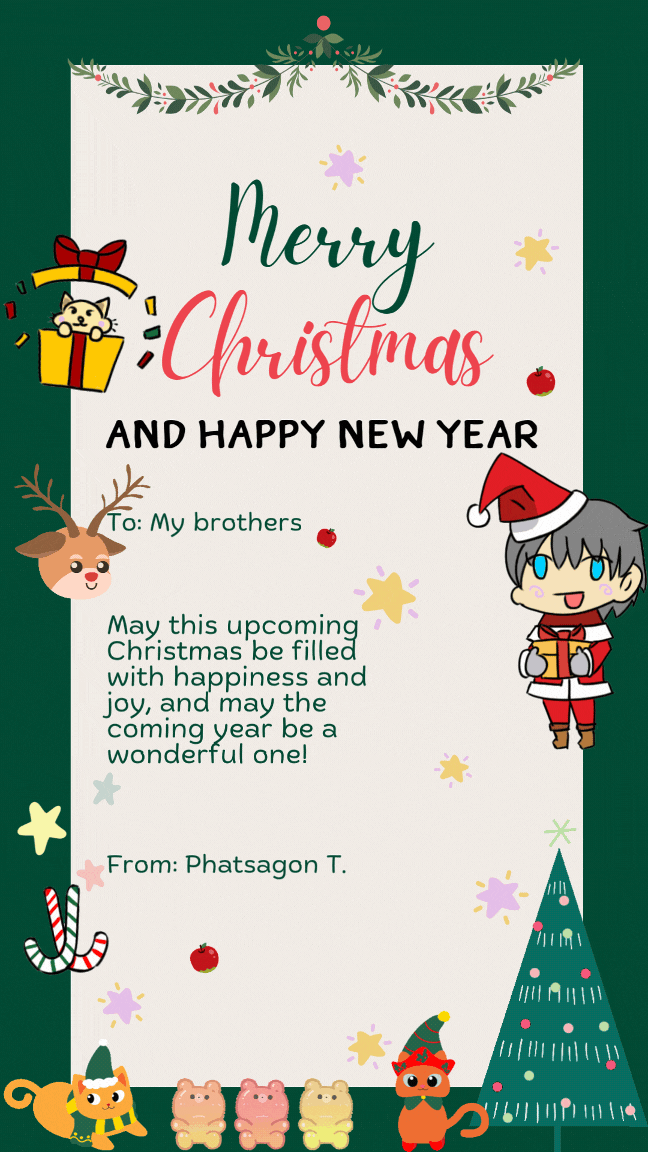 Merry
Christmas
AND HAPPY NEW YEAR
To: My brothers
May this upcoming
Christmas be filled
with happiness and
joy, and may the
coming year be a
wonderful one!
From: Phatsagon T.